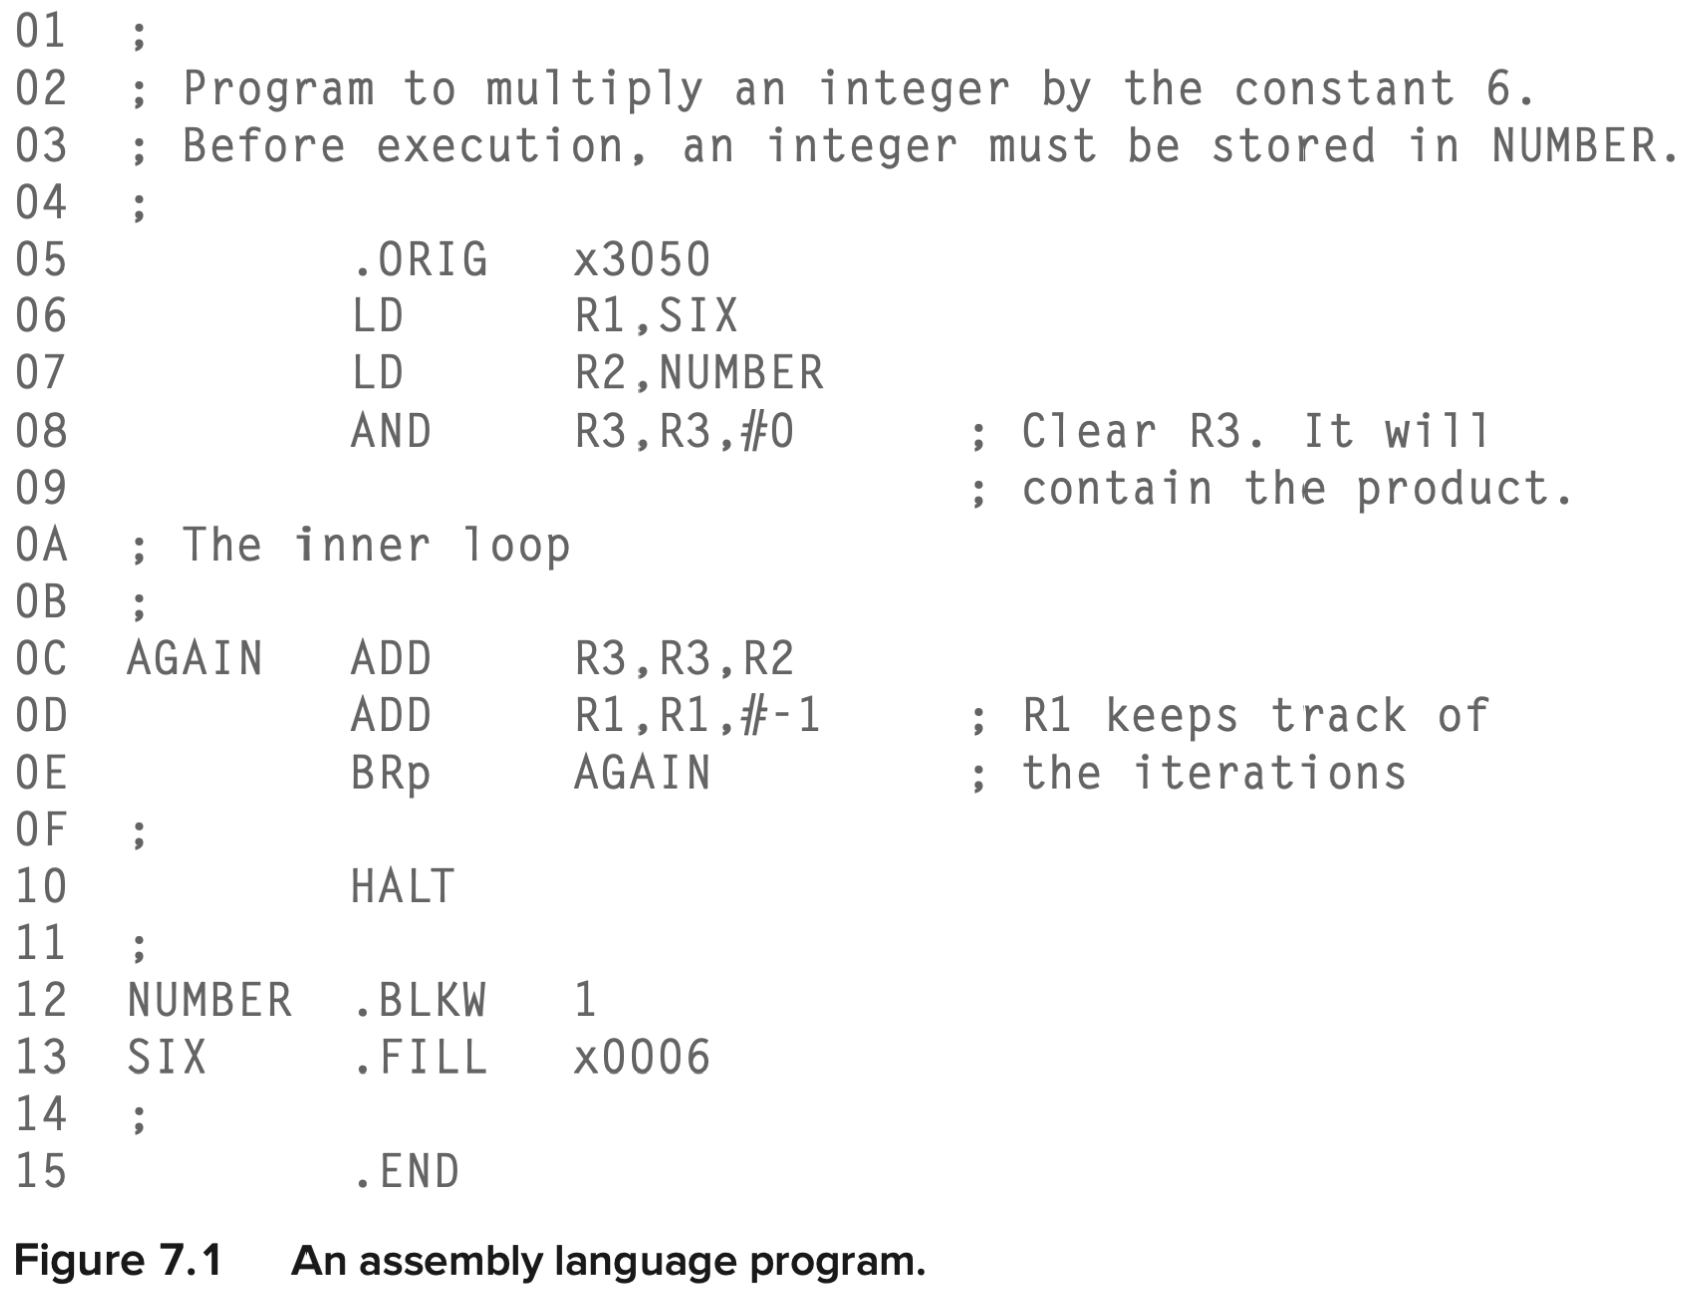 01 ;
02 ; Program to multiply an integer by the constant 6.
03 ; Before execution, an integer must be stored in NUMBER.
04 ;
05 .ORIG x3050
06 LD R1,SIX
07 LD R2,NUMBER
08 AND R3,R3,#0 ; Clear R3. It will
09 ; contain the product.
0A ; The inner loop
0B ;
0C AGAIN ADD R3,R3,R2
0D ADD R1,R1,#-1 ; R1 keeps track of
0E BRp AGAIN ; the iterations
0F ;
10 HALT
11 ;
12 NUMBER .BLKW 1
13 SIX .FILL x0006
14 ;
15 .END
Figure 7.1 An assembly language program.